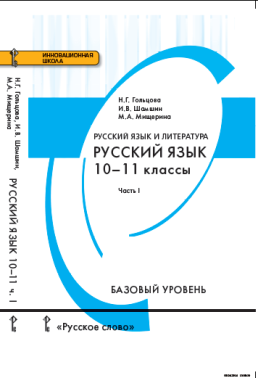 ИННОВАЦИОННАЯ
ШКОЛА
Н.Г. Гольцова
И.В. Шамшин
М.А. Мищерина
РУССКИЙ ЯЗЫК И ЛИТЕРАТУРА
РУССКИЙ ЯЗЫК
10–11 классы
Часть I
БАЗОВЫЙ УРОВЕНЬ
«Русское слово»
Н.Г. Гольцова, И.В. Шамшин,
М.А. Мищерина
РУССКИЙ ЯЗЫК 10–11 ч. I